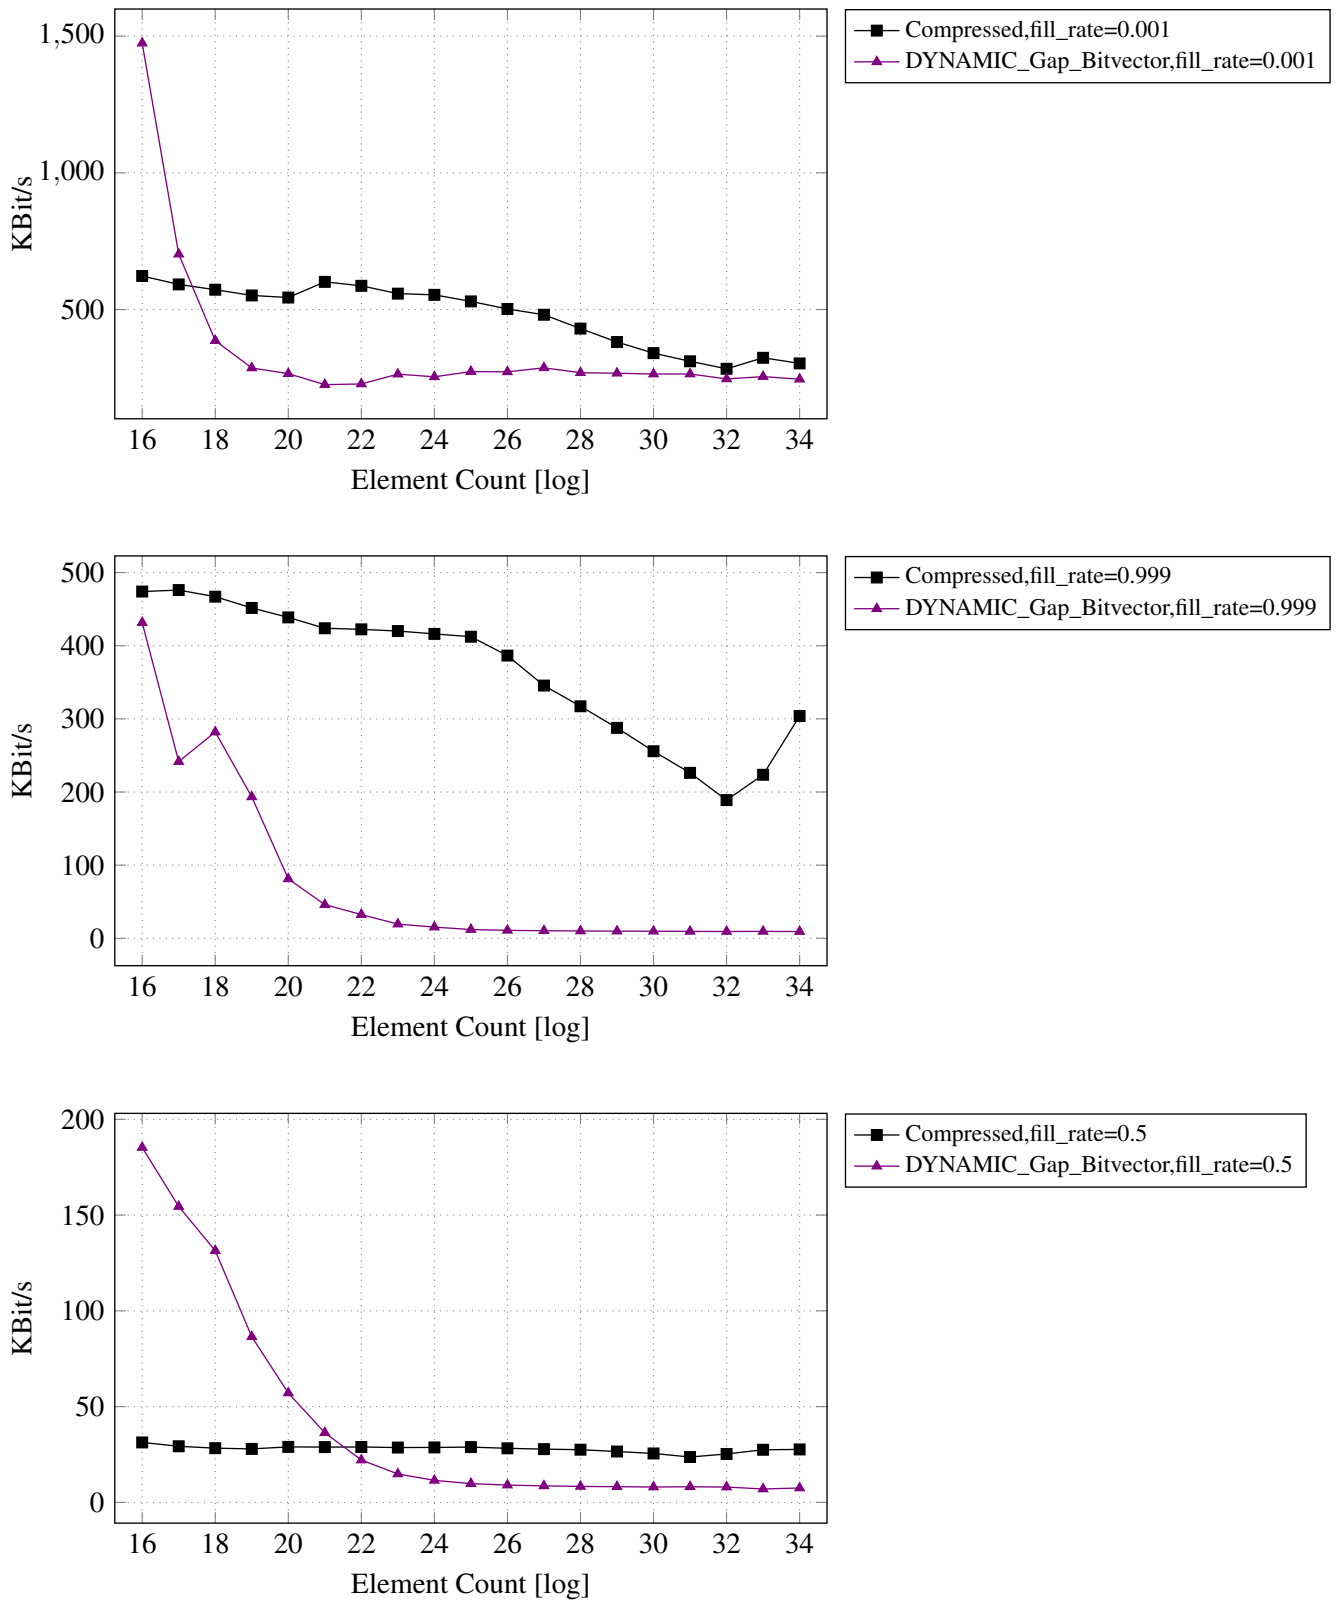 1,500
1,000
500
KBit/s
16 18 20 22 24 26 28 30 32 34
Element Count [log]
Compressed,fill_rate=0.001
DYNAMIC_Gap_Bitvector,fill_rate=0.001
500
400
300
200
100
0
KBit/s
16 18 20 22 24 26 28 30 32 34
Element Count [log]
Compressed,fill_rate=0.999
DYNAMIC_Gap_Bitvector,fill_rate=0.999
200
150
100
50
0
KBit/s
16 18 20 22 24 26 28 30 32 34
Element Count [log]
Compressed,fill_rate=0.5
DYNAMIC_Gap_Bitvector,fill_rate=0.5